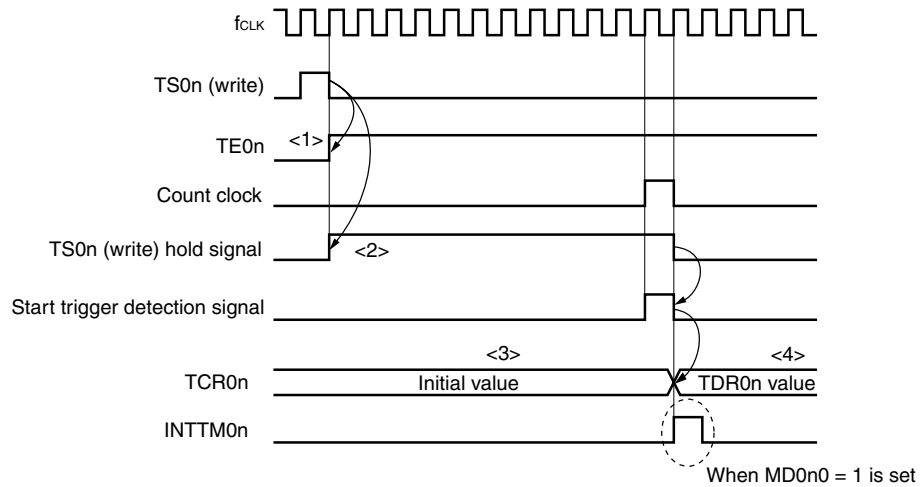 fCLK
TS0n (write)
<1>
TE0n
Count clock
TS0n (write) hold signal
<2>
Start trigger detection signal
<3>
<4>
TCR0n
Initial value
TDR0n value
INTTM0n
When MD0n0 = 1 is set